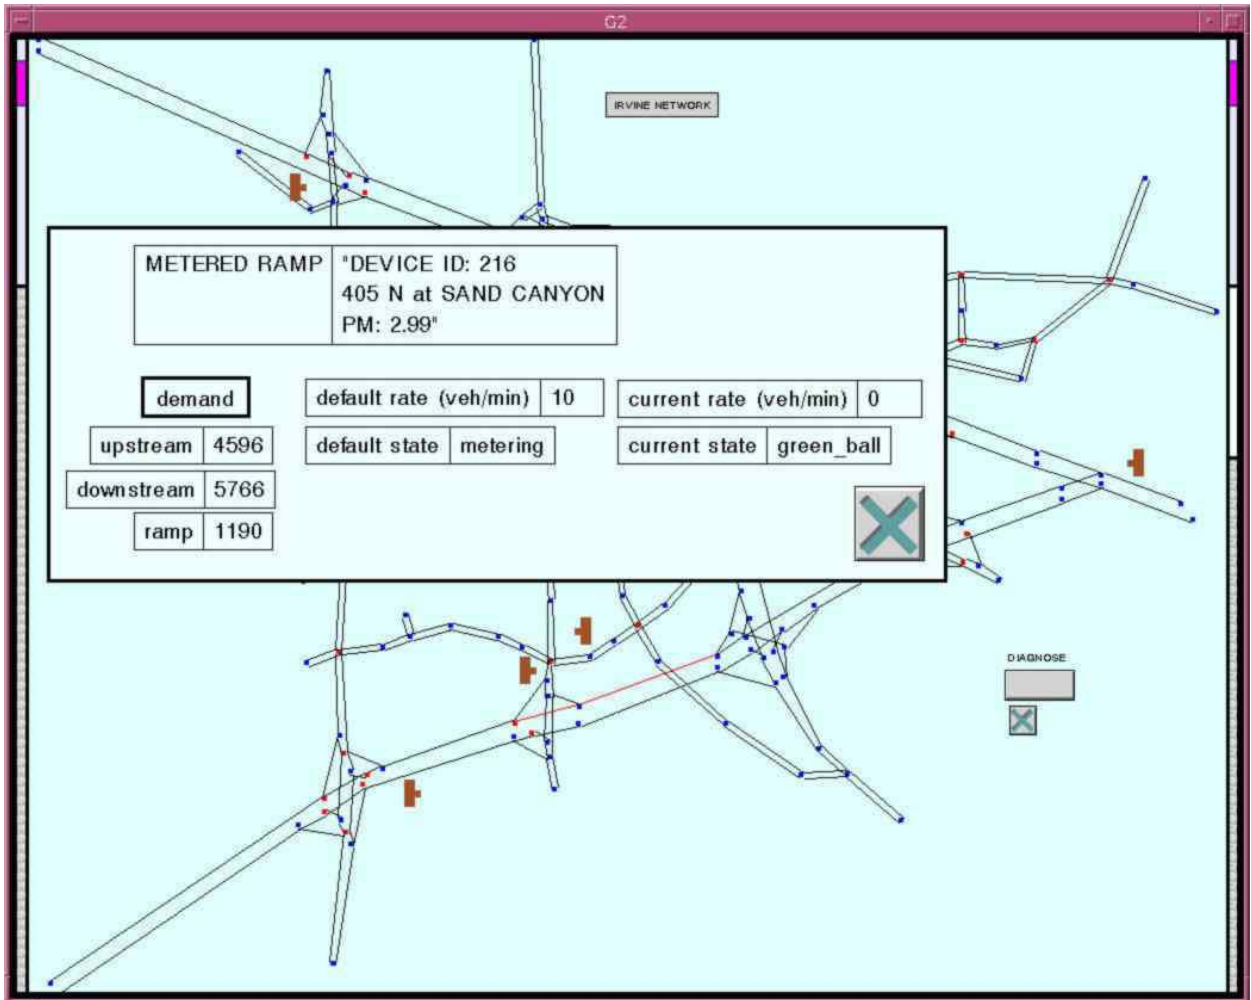 G2
IRVINE NETWORK
METERED RAMP
"DEVICE ID: 216
405 N at SAND CANYON
PM: 2.99"
demand
default rate (veh/min) 10
current rate (veh/min) 0
upstream 4596
default state metering
current state green_ball
downstream 5766
ramp 1190
DIAGNOSE